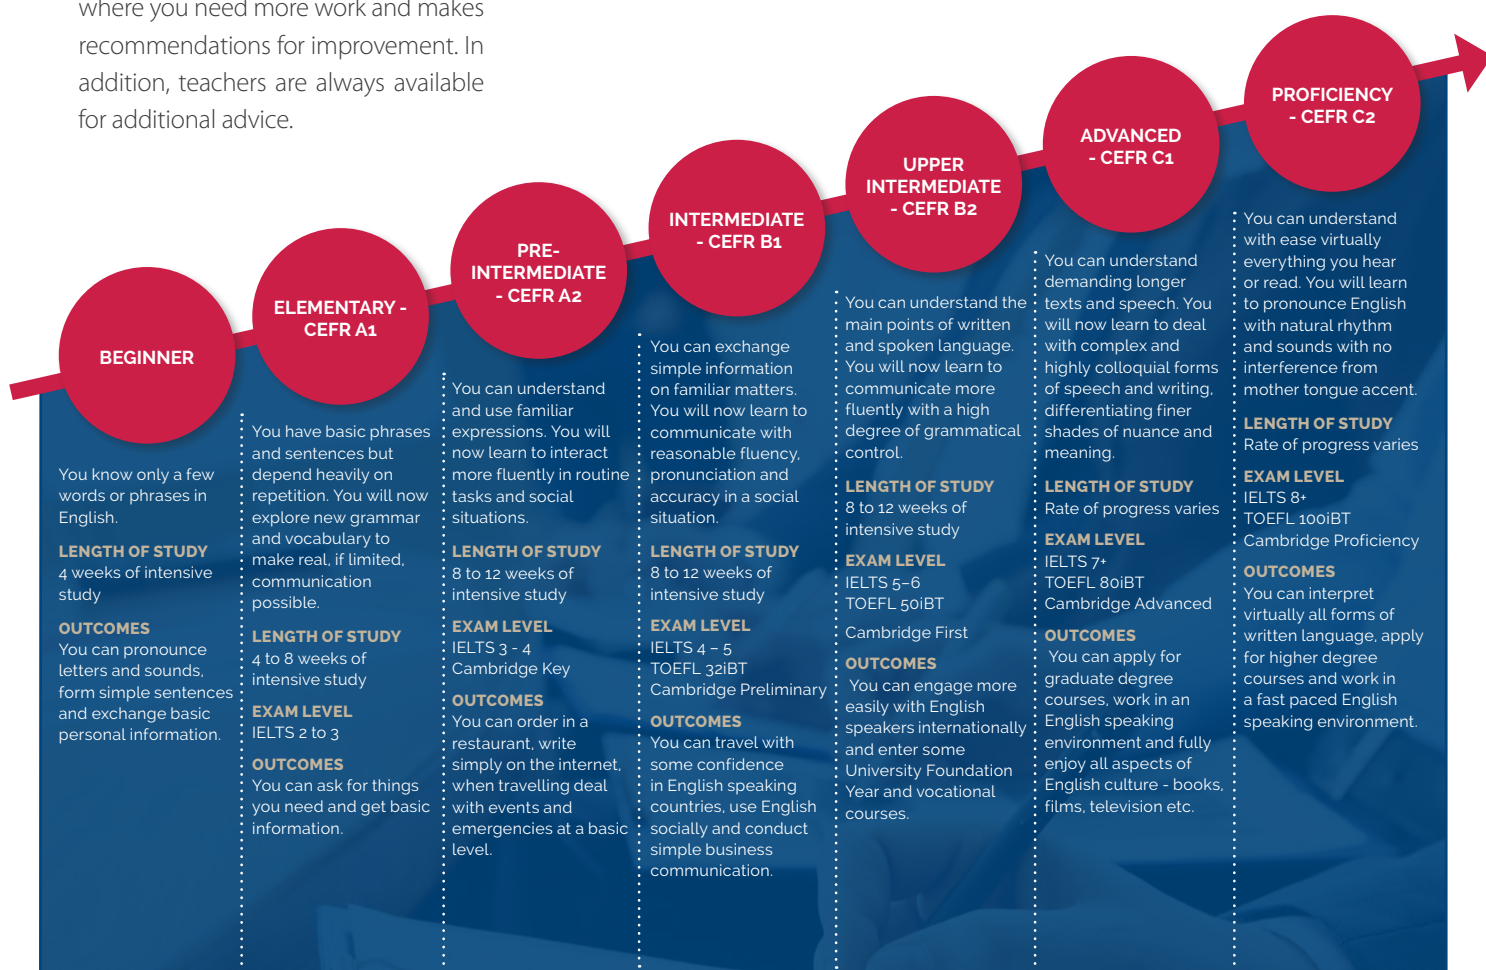 where you need more work and makes
recommendations for improvement. In
addition, teachers are always available
for additional advice.
BEGINNER
You know only a few
words or phrases in
English.
LENGTH OF STUDY
4 weeks of intensive
study
OUTCOMES
You can pronounce
letters and sounds,
form simple sentences
and exchange basic
personal information.
ELEMENTARY -
CEFR A1
You have basic phrases
and sentences but
depend heavily on
repetition. You will now
explore new grammar
and vocabulary to
make real, if limited,
communication
possible.
LENGTH OF STUDY
4 to 8 weeks of
intensive study
EXAM LEVEL
IELTS 2 to 3
OUTCOMES
You can ask for things
you need and get basic
information.
PRE-
INTERMEDIATE
- CEFR A2
You can understand
and use familiar
expressions. You will
now learn to interact
more fluently in routine
tasks and social
situations.
LENGTH OF STUDY
8 to 12 weeks of
intensive study
EXAM LEVEL
IELTS 3 - 4
Cambridge Key
OUTCOMES
You can order in a
restaurant, write
simply on the internet,
when travelling deal
with events and
emergencies at a basic
level.
INTERMEDIATE
- CEFR B1
You can exchange
simple information
on familiar matters.
You will now learn to
communicate with
reasonable fluency,
pronunciation and
accuracy in a social
situation.
LENGTH OF STUDY
8 to 12 weeks of
intensive study
EXAM LEVEL
IELTS 4 – 5
TOEFL 32iBT
Cambridge Preliminary
OUTCOMES
You can travel with
some confidence
in English speaking
countries, use English
socially and conduct
simple business
communication.
UPPER
INTERMEDIATE
- CEFR B2
You can understand the
main points of written
and spoken language.
You will now learn to
communicate more
fluently with a high
degree of grammatical
control.
LENGTH OF STUDY
8 to 12 weeks of
intensive study
EXAM LEVEL
IELTS 5–6
TOEFL 50iBT
Cambridge First
OUTCOMES
You can engage more
easily with English
speakers internationally
and enter some
University Foundation
Year and vocational
courses.
ADVANCED
- CEFR C1
You can understand
demanding longer
texts and speech. You
will now learn to deal
with complex and
highly colloquial forms
of speech and writing,
differentiating finer
shades of nuance and
meaning.
LENGTH OF STUDY
Rate of progress varies
EXAM LEVEL
IELTS 7+
TOEFL 80iBT
Cambridge Advanced
OUTCOMES
You can apply for
graduate degree
courses, work in an
English speaking
environment and fully
enjoy all aspects of
English culture - books,
films, television etc.
PROFICIENCY
- CEFR C2
You can understand
with ease virtually
everything you hear
or read. You will learn
to pronounce English
with natural rhythm
and sounds with no
interference from
mother tongue accent.
LENGTH OF STUDY
Rate of progress varies
EXAM LEVEL
IELTS 8+
TOEFL 100iBT
Cambridge Proficiency
OUTCOMES
You can interpret
virtually all forms of
written language, apply
for higher degree
courses and work in
a fast paced English
speaking environment.